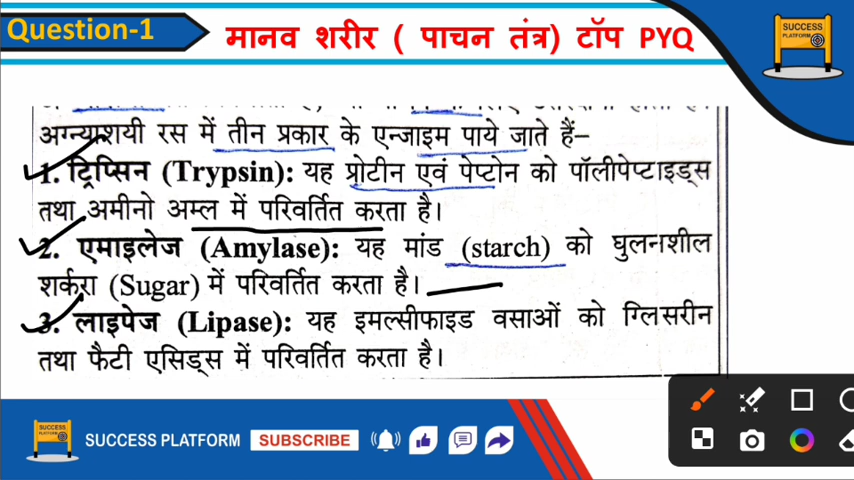 Question-1
मानव शरीर ( पाचन तंत्र) टॉप PYQ
SUCCESS
PLATFORM
अग्न्याशयी रस में तीन प्रकार के एन्जाइम पाये जाते हैं–
1. ट्रिप्सिन (Trypsin): यह प्रोटीन एवं पेप्टोन को पॉलीपेप्टाइड्स
तथा अमीनो अम्ल में परिवर्तित करता है।
2. एमाइलेज (Amylase): यह मांड (starch) को घुलनशील
शर्करा (Sugar) में परिवर्तित करता है।
3. लाइपेज (Lipase): यह इमल्सीफाइड वसाओं को ग्लिसरीन
तथा फैटी एसिड्स में परिवर्तित करता है।
SUCCESS
PLATFORM
SUCCESS PLATFORM SUBSCRIBE